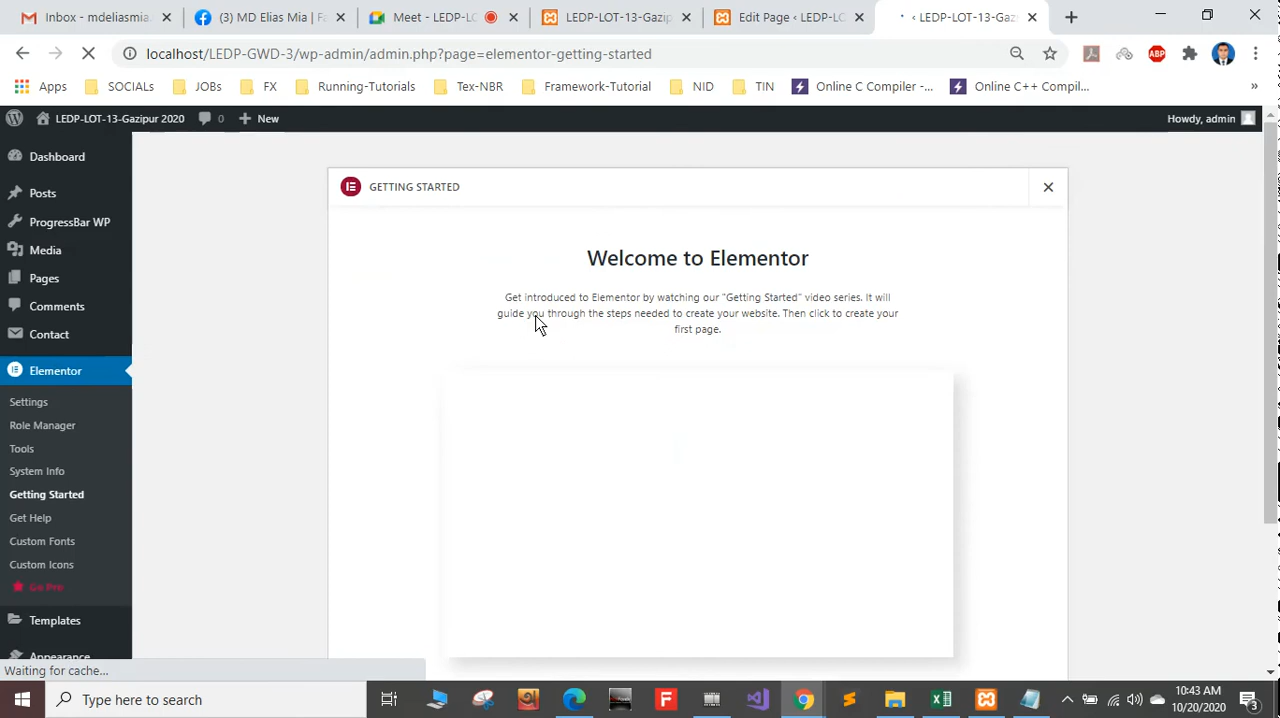 Inbox - mdeliasmia.
(3) MD Elias Mia | Fa
Meet - LEDP-L
LEDP-LOT-13-Gazip
Edit Page ‹ LEDP-LO
‹ LEDP-LOT-13-Gaz
localhost/LEDP-GWD-3/wp-admin/admin.php?page=elementor-getting-started
ABP
Apps
SOCIALS
JOBs
FX
Running-Tutorials
Tex-NBR
Framework-Tutorial
NID
TIN
Online C Compiler -...
Online C++ Compi...
»
LEDP-LOT-13-Gazipur 2020
0
New
Howdy, admin
Dashboard
Posts
ProgressBar WP
Media
Pages
Comments
Contact
Elementor
Settings
Role Manager
Tools
System Info
Getting Started
Get Help
Custom Fonts
Custom Icons
Go Pro
Templates
Appearance
GETTING STARTED
Welcome to Elementor
Get introduced to Elementor by watching our "Getting Started" video series. It will
guide you through the steps needed to create your website. Then click to create your
first page.
Waiting for cache...
Type here to search
10:43 AM
10/20/2020
3